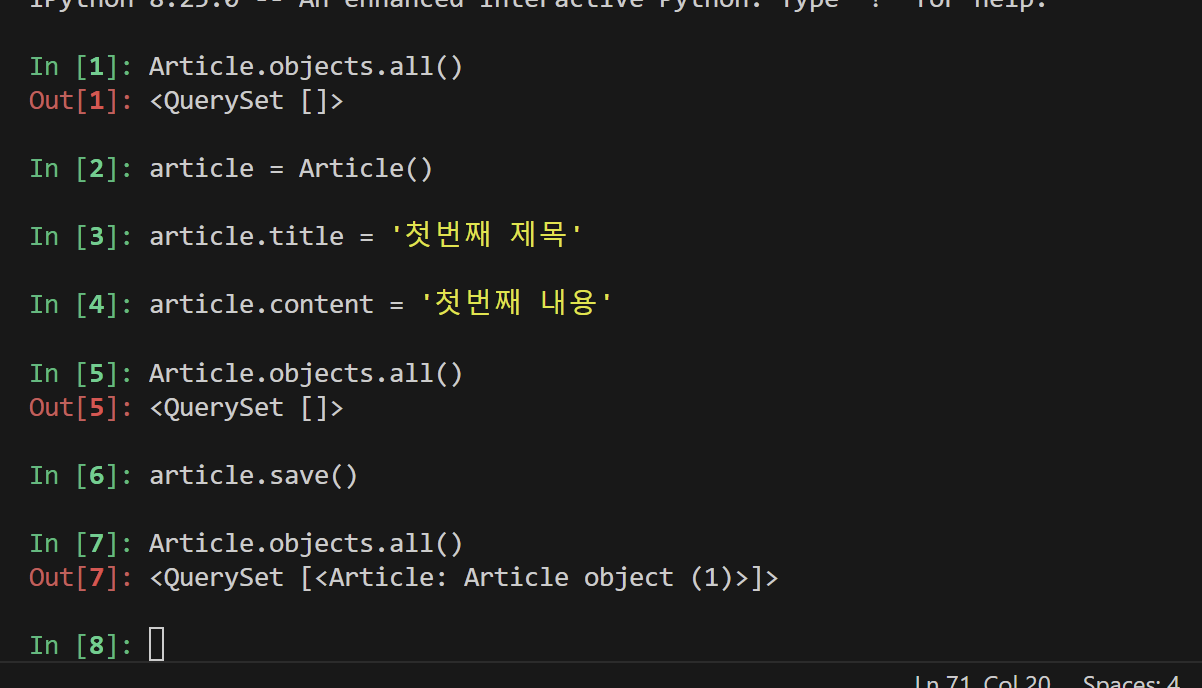 IPython 8.25.0 -- An enhanced Interactive Python. Type '?' for help.
In [1]: Article.objects.all()
Out[1]: <QuerySet []>
In [2]: article = Article()
In [3]: article.title = '첫번째 제목'
In [4]: article.content = '첫번째 내용'
In [5]: Article.objects.all()
Out[5]: <QuerySet []>
In [6]: article.save()
In [7]: Article.objects.all()
Out[7]: <QuerySet [<Article: Article object (1)>]>
In [8]:
Ln 71, Col 20 Spaces: 4